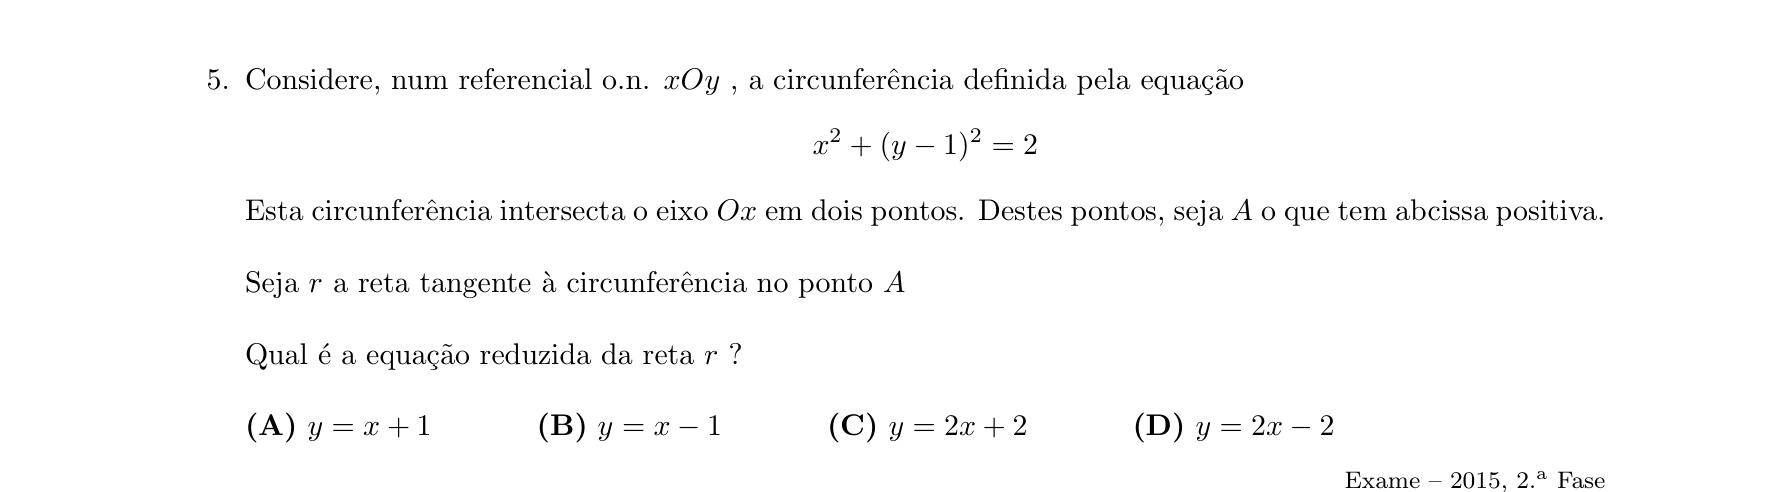 5. Considere, num referencial o.n. xOy , a circunferência definida pela equação
x² + (y − 1)² = 2
Esta circunferência intersecta o eixo Ox em dois pontos. Destes pontos, seja A o que tem abcissa positiva.
Seja r a reta tangente à circunferência no ponto A
Qual é a equação reduzida da reta r ?
(A) y = x + 1 (B) y = x − 1 (C) y = 2x + 2 (D) y = 2x − 2
Exame – 2015, 2.ª Fase